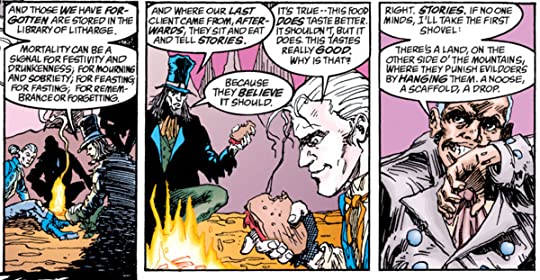 AND THOSE WE HAVE FOR-
GOTTEN ARE STORED IN THE
LIBRARY OF LITHARGE.
MORTALITY CAN BE A
SIGNAL FOR FESTIVITY AND
DRUNKENNESS; FOR MOURNING
AND SOBRIETY; FOR FEASTING;
FOR FASTING; FOR REMEM-
BRANCE OR FORGETTING.
AND WHERE OUR LAST
CLIENT CAME FROM, AFTER-
WARDS, THEY SIT AND EAT
AND TELL STORIES.
IT'S TRUE--THIS FOOD
DOES TASTE BETTER.
IT SHOULDN'T, BUT IT
DOES. THIS TASTES
REALLY GOOD.
WHY IS THAT?
BECAUSE
THEY BELIEVE
IT SHOULD.
RIGHT. STORIES. IF NO ONE
MINDS, I'LL TAKE THE FIRST
SHOVEL:
THERE'S A LAND, ON THE
OTHER SIDE O' THE MOUNTAINS,
WHERE THEY PUNISH EVILDOERS
BY HANGING THEM. A NOOSE,
A SCAFFOLD, A DROP.